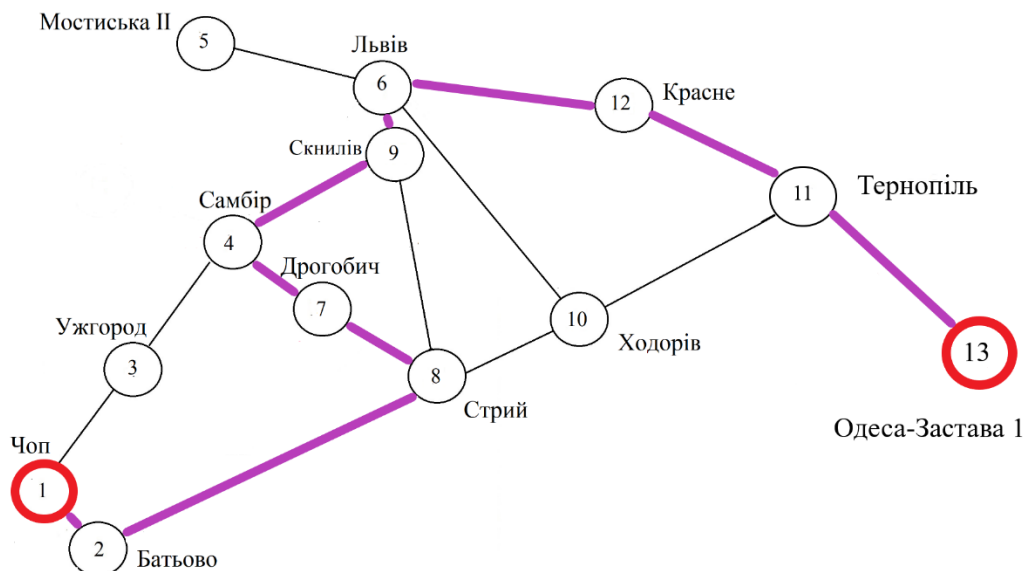 Мостиська ІІ
5
Львів
6
12
Красне
Скнилів
9
11
Тернопіль
Самбір
4
Дрогобич
7
10
Ходорів
Ужгород
3
13
8
Стрий
Одеса-Застава 1
Чоп
1
2
Батьово